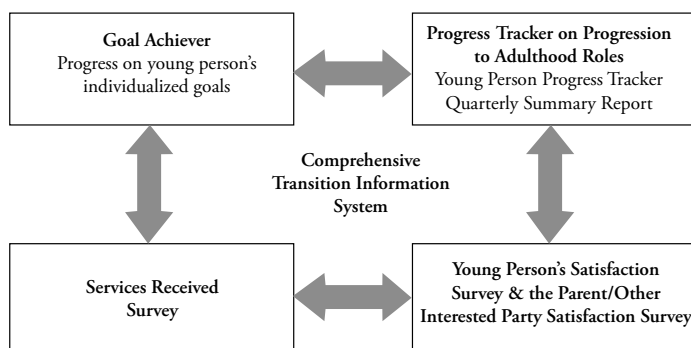 Goal Achiever
Progress on young person’s
individualized goals
Progress Tracker on Progression
to Adulthood Roles
Young Person Progress Tracker
Quarterly Summary Report
Comprehensive
Transition Information
System
Services Received
Survey
Young Person’s Satisfaction
Survey & the Parent/Other
Interested Party Satisfaction Survey